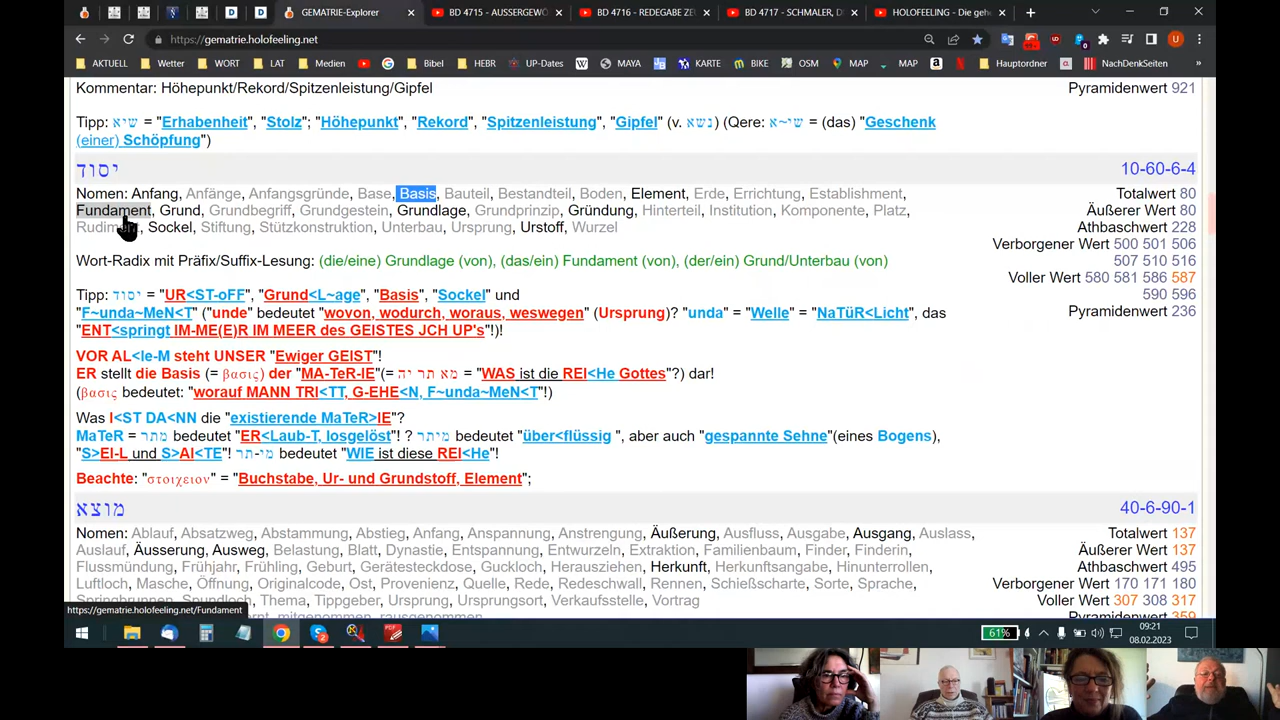 GEMATRIE-Explorer
BD 4715 - AUSSERGEWÖ
BD 4716 - REDEGABE ZE
BD 4717 - SCHMALER, D
HOLOFEELING - Die geh
https://gematrie.holofeeling.net
AKTUELL Wetter WORT LAT Medien Bibel HEBR UP-Dates MAYA KARTE BIKE OSM MAP MAP Hauptordner NachDenkSeiten
Kommentar: Höhepunkt/Rekord/Spitzenleistung/Gipfel Pyramidenwert 921
Tipp: שיא = "Erhabenheit", "Stolz"; "Höhepunkt", "Rekord", "Spitzenleistung", "Gipfel" (v. נשא) (Qere: שי~א = (das) "Geschenk
(einer) Schöpfung")
יסוד 10-60-6-4
Nomen: Anfang, Anfänge, Anfangsgründe, Base, Basis, Bauteil, Bestandteil, Boden, Element, Erde, Errichtung, Establishment, Totalwert 80
Fundament, Grund, Grundbegriff, Grundgestein, Grundlage, Grundprinzip, Gründung, Hinterteil, Institution, Komponente, Platz, Äußerer Wert 80
Sockel, Stiftung, Stützkonstruktion, Unterbau, Ursprung, Urstoff, Wurzel Athbaschwert 228
Verborgener Wert 500 501 506
Wort-Radix mit Präfix/Suffix-Lesung: (die/eine) Grundlage (von), (das/ein) Fundament (von), (der/ein) Grund/Unterbau (von) 507 510 516
Voller Wert 580 581 586 587
Tipp: יסוד = "UR<ST-oFF", "Grund<L~age", "Basis", "Sockel" und 590 596
"F~unda~MeN<T" ("unde" bedeutet "wovon, wodurch, woraus, weswegen" (Ursprung)? "unda" = "Welle" = "NaTüR<Licht", das Pyramidenwert 236
"ENT<springt IM-ME(E)R IM MEER des GEISTES JCH UP's")!
VOR AL<le-M steht UNSER "Ewiger GEIST"!
ER stellt die Basis (= βασις) der "MA-TeR-IE"(= מא תר יה = "WAS ist die REI<He Gottes"?) dar!
(βασις bedeutet: "worauf MANN TRI<TT, G-EHE<N, F~unda~MeN<T"!)
Was I<ST DA<NN die "existierende MaTeR>IE"?
MaTeR = מתר bedeutet "ER<Laub-T, losgelöst"! ? מיתר bedeutet "über<flüssig ", aber auch "gespannte Sehne"(eines Bogens),
"S>EI-L und S>AI<TE"! מי-תר bedeutet "WIE ist diese REI<He"!
Beachte: "στοιχειον" = "Buchstabe, Ur- und Grundstoff, Element";
מוצא 40-6-90-1
Nomen: Ablauf, Absatzweg, Abstammung, Abstieg, Anfang, Anspannung, Anstrengung, Äußerung, Ausfluss, Ausgabe, Ausgang, Auslass, Totalwert 137
Auslauf, Äusserung, Ausweg, Belastung, Blatt, Dynastie, Entspannung, Entwurzeln, Extraktion, Familienbaum, Finder, Finderin, Äußerer Wert 137
Flussmündung, Frühjahr, Frühling, Geburt, Gerätesteckdose, Guckloch, Herausziehen, Herkunft, Herkunftsangabe, Hinunterrollen, Athbaschwert 495
Luftloch, Masche, Öffnung, Originalcode, Ost, Provenienz, Quelle, Rede, Redeschwall, Rennen, Schießscharte, Sorte, Sprache, Verborgener Wert 170 171 180
Springbrunnen, Spundloch, Thema, Tippgeber, Ursprung, Ursprungsort, Verkaufsstelle, Vortrag Voller Wert 307 308 317
https://gematrie.holofeeling.net/Fundament
mitgenommen, rausgenommen Pyramidenwert 359
61% 09:21
08.02.2023